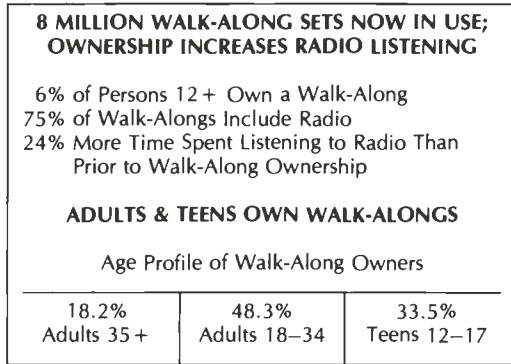 8 MILLION WALK-ALONG SETS NOW IN USE;
OWNERSHIP INCREASES RADIO LISTENING
6% of Persons 12+ Own a Walk-Along
75% of Walk-Alongs Include Radio
24% More Time Spent Listening to Radio Than
Prior to Walk-Along Ownership
ADULTS & TEENS OWN WALK-ALONGS
Age Profile of Walk-Along Owners
18.2% 48.3% 33.5%
Adults 35+ Adults 18–34 Teens 12–17